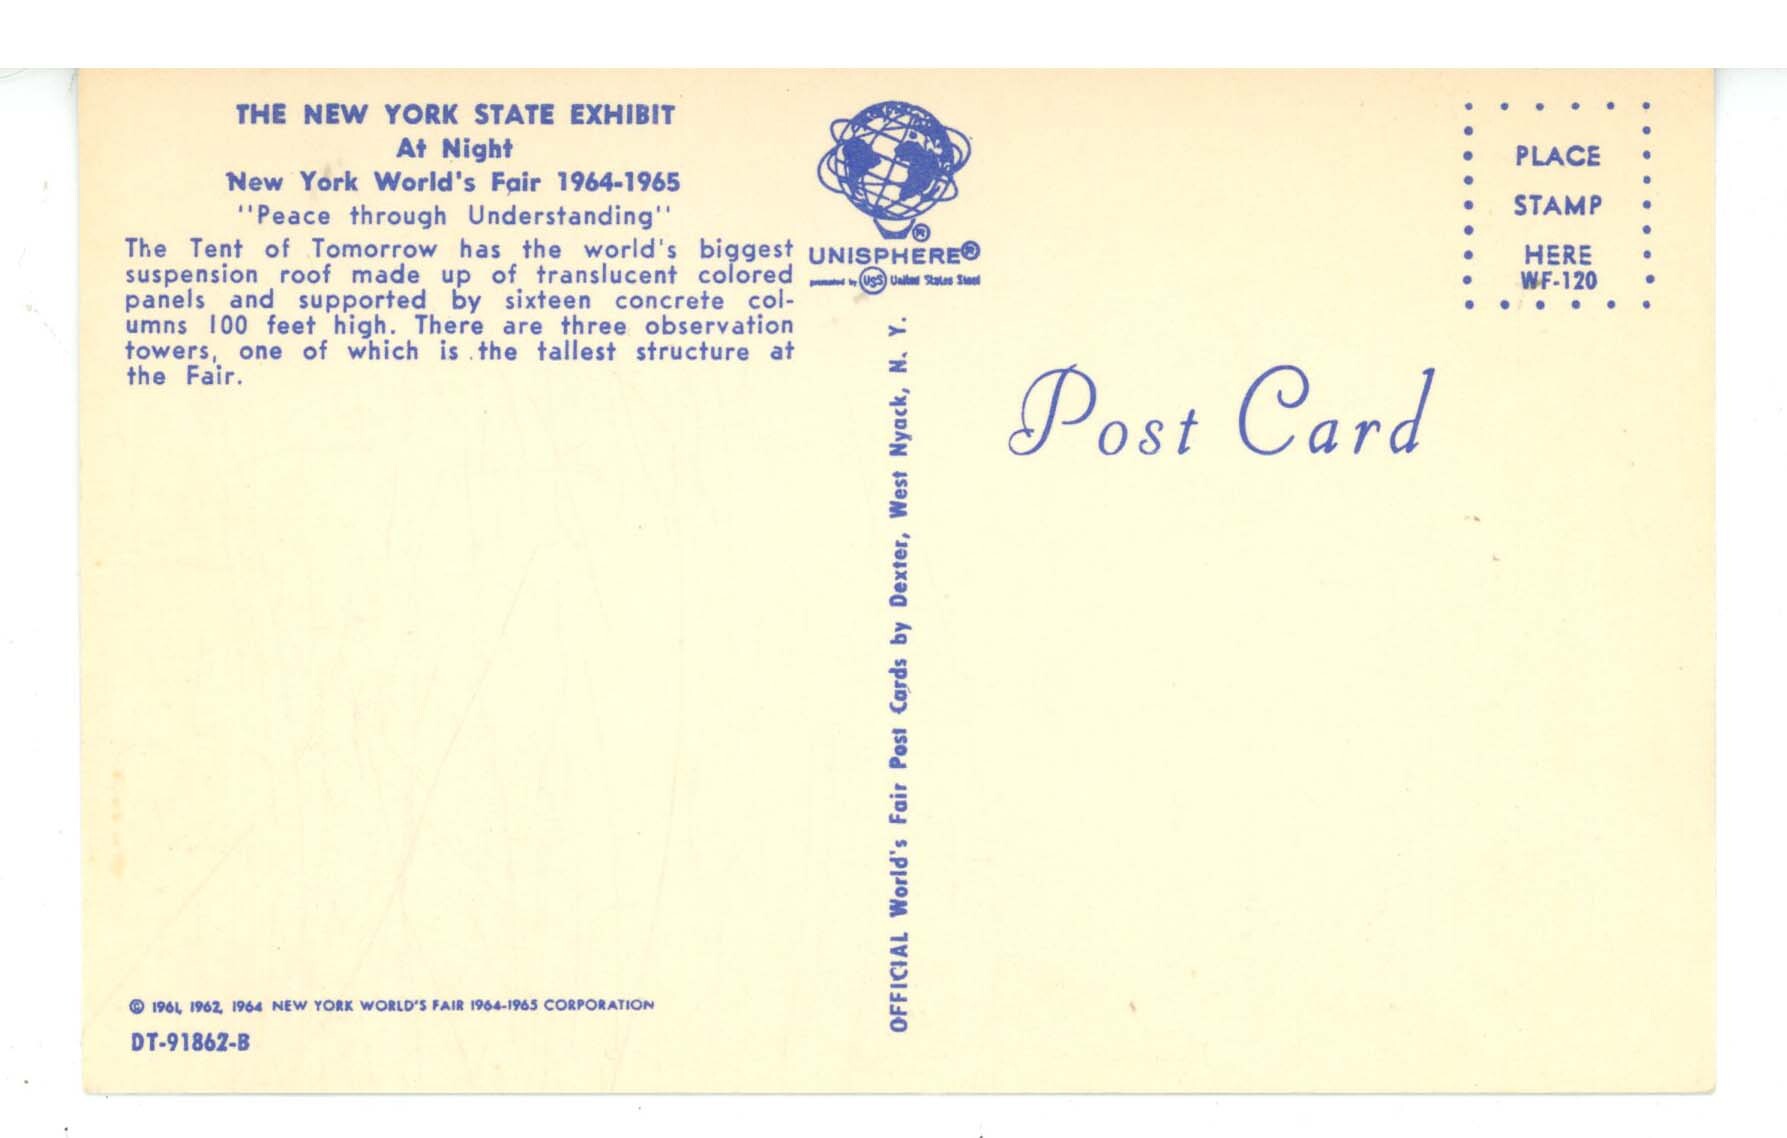 THE NEW YORK STATE EXHIBIT
At Night
New York World's Fair 1964-1965
"Peace through Understanding"
The Tent of Tomorrow has the world's biggest
suspension roof made up of translucent colored
panels and supported by sixteen concrete col-
umns 100 feet high. There are three observation
towers, one of which is the tallest structure at
the Fair.
© 1961, 1962, 1964 NEW YORK WORLD'S FAIR 1964-1965 CORPORATION
DT-91862-B
®
UNISPHERE®
presented by USS United States Steel
OFFICIAL World's Fair Post Cards by Dexter, West Nyack, N. Y.
Post Card
PLACE
STAMP
HERE
WF-120